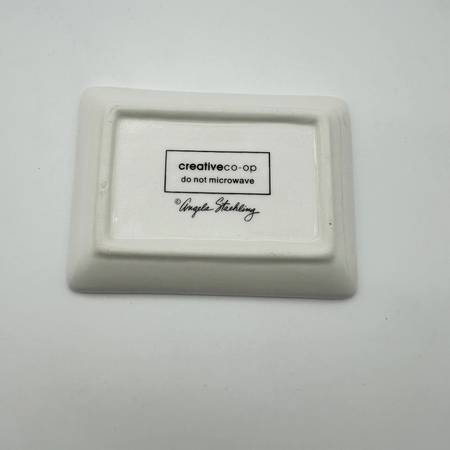 creativeco-op
do not microwave
© Angela Staehling